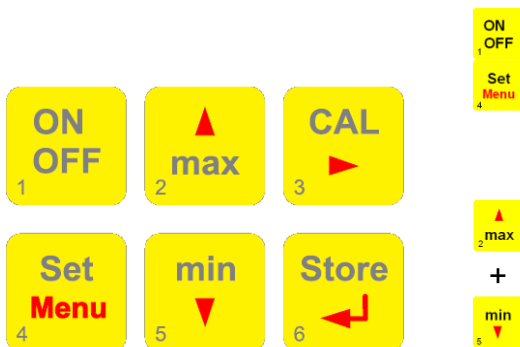 ON
OFF
1
▲
max
2
CAL
►
3
Set
Menu
4
min
▼
5
Store
↵
6
ON
OFF
1
Set
Menu
4
▲
max
2
+
min
▼
5